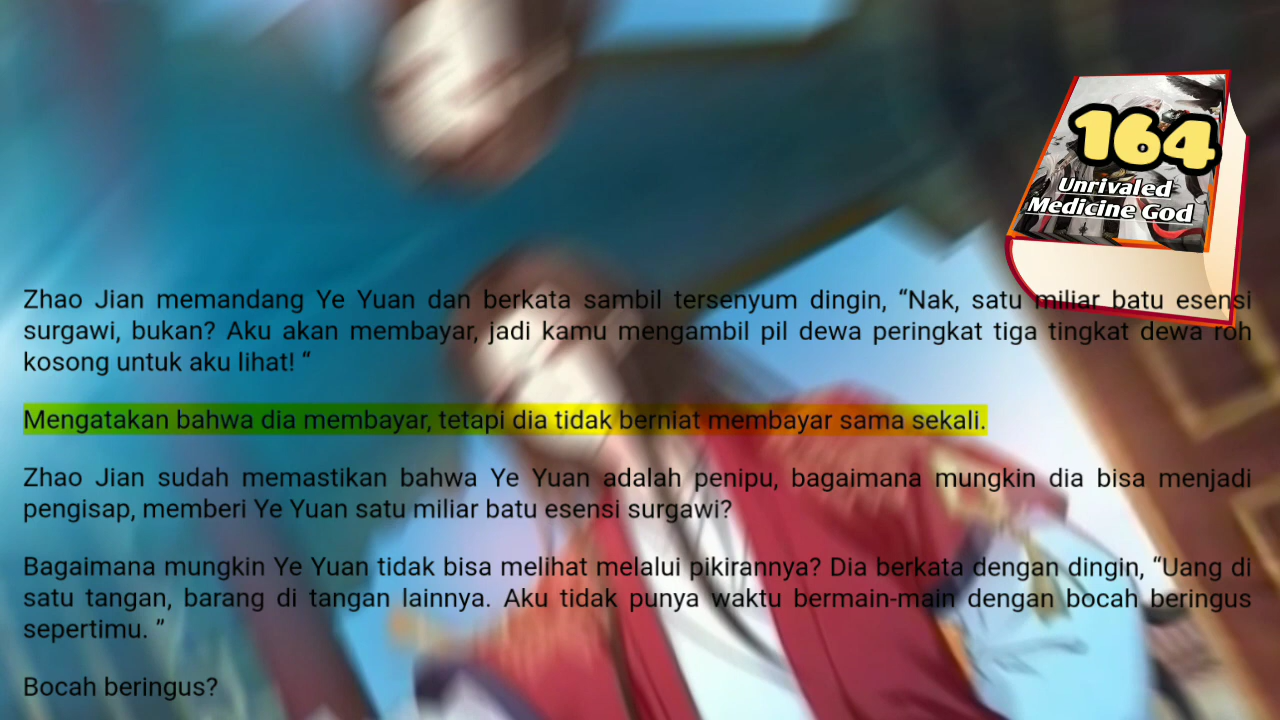 164
Unrivaled
Medicine God
Zhao Jian memandang Ye Yuan dan berkata sambil tersenyum dingin, “Nak, satu miliar batu esensi
surgawi, bukan? Aku akan membayar, jadi kamu mengambil pil dewa peringkat tiga tingkat dewa roh
kosong untuk aku lihat! “
Mengatakan bahwa dia membayar, tetapi dia tidak berniat membayar sama sekali.
Zhao Jian sudah memastikan bahwa Ye Yuan adalah penipu, bagaimana mungkin dia bisa menjadi
pengisap, memberi Ye Yuan satu miliar batu esensi surgawi?
Bagaimana mungkin Ye Yuan tidak bisa melihat melalui pikirannya? Dia berkata dengan dingin, “Uang di
satu tangan, barang di tangan lainnya. Aku tidak punya waktu bermain-main dengan bocah beringus
sepertimu. ”
Bocah beringus?